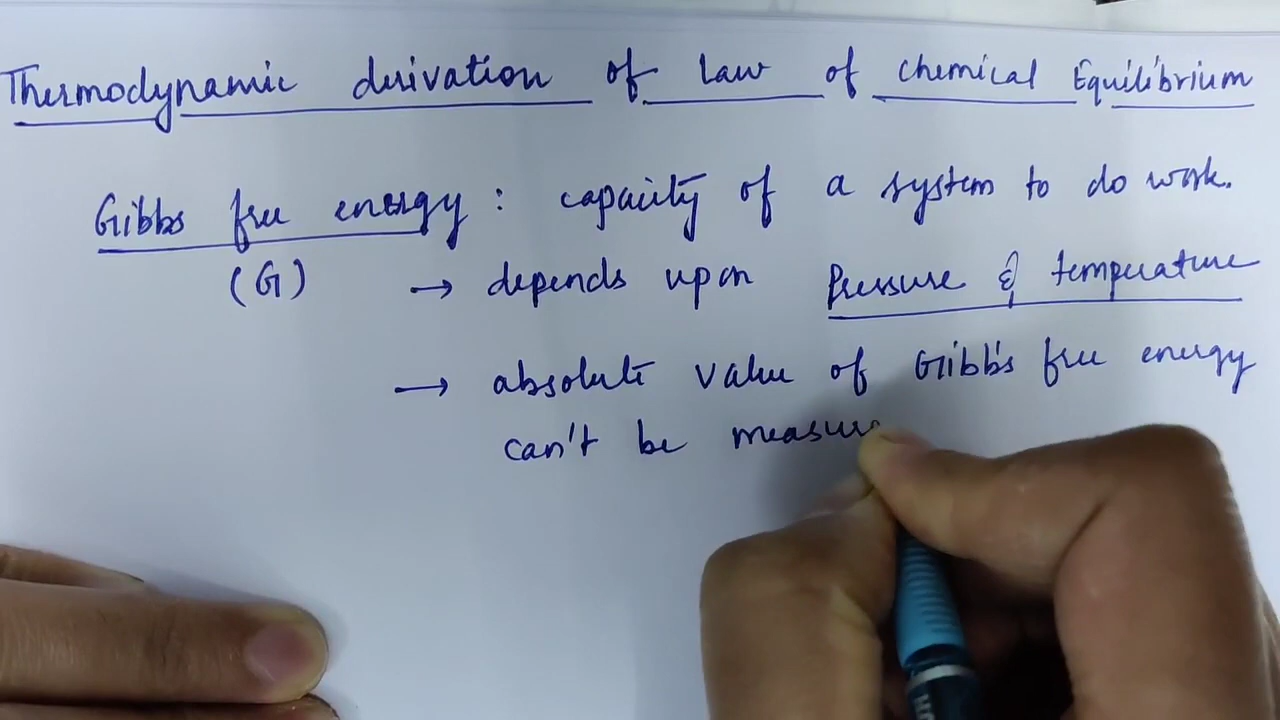 Thermodynamic derivation of Law of Chemical Equilibrium
Gibbs free energy : capacity of a system to do work.
(G) → depends upon Pressure & temperature
→ absolute value of Gibb's free energy
can't be measure